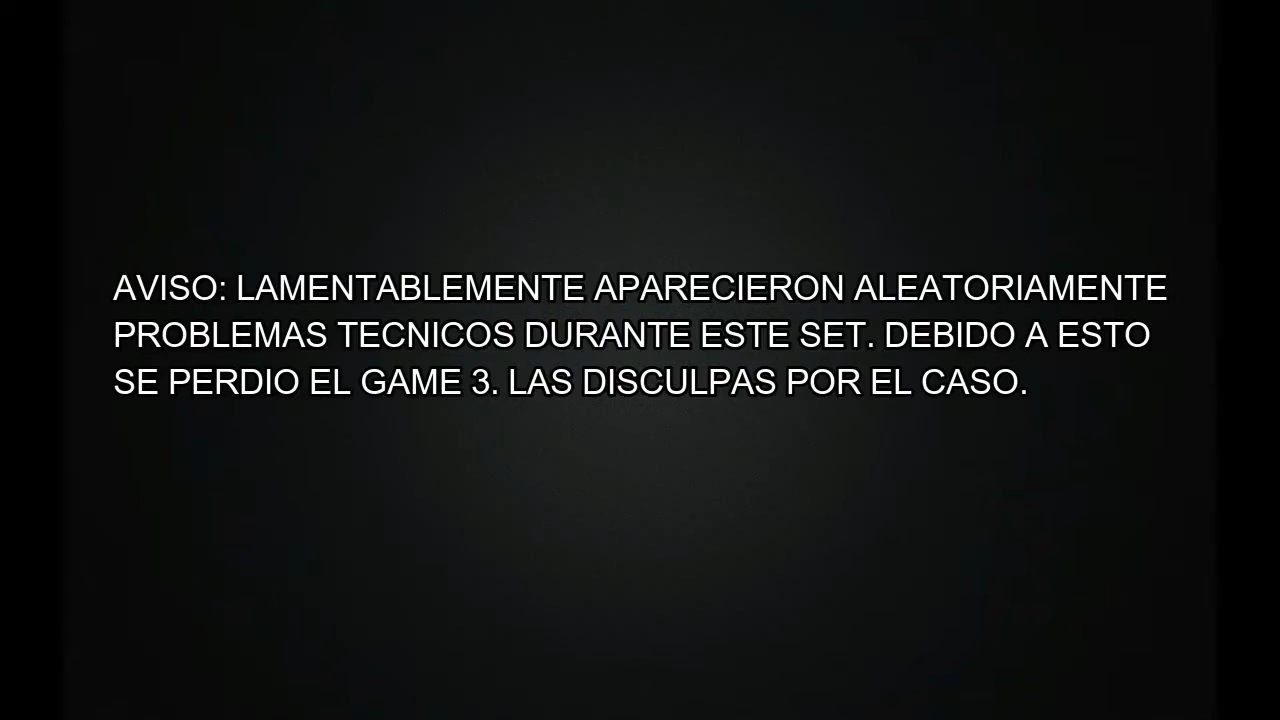 AVISO: LAMENTABLEMENTE APARECIERON ALEATORIAMENTE
PROBLEMAS TECNICOS DURANTE ESTE SET. DEBIDO A ESTO
SE PERDIO EL GAME 3. LAS DISCULPAS POR EL CASO.